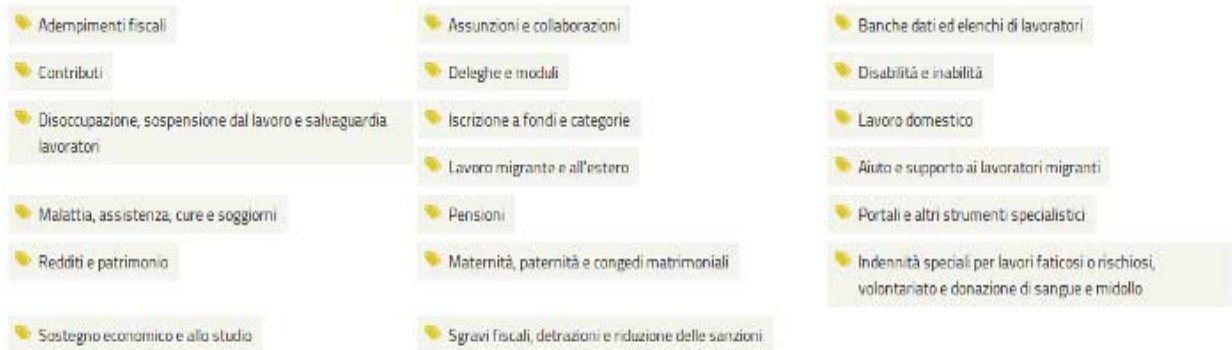 Adempimenti fiscali
Assunzioni e collaborazioni
Banche dati ed elenchi di lavoratori
Contributi
Deleghe e moduli
Disabilità e inabilità
Disoccupazione, sospensione dal lavoro e salvaguardia
lavoratori
Iscrizione a fondi e categorie
Lavoro domestico
Lavoro migrante e all'estero
Aiuto e supporto ai lavoratori migranti
Malattia, assistenza, cure e soggiorni
Pensioni
Portali e altri strumenti specialistici
Redditi e patrimonio
Maternità, paternità e congedi matrimoniali
Indennità speciali per lavori faticosi o rischiosi,
volontariato e donazione di sangue e midollo
Sostegno economico e allo studio
Sgravi fiscali, detrazioni e riduzione delle sanzioni